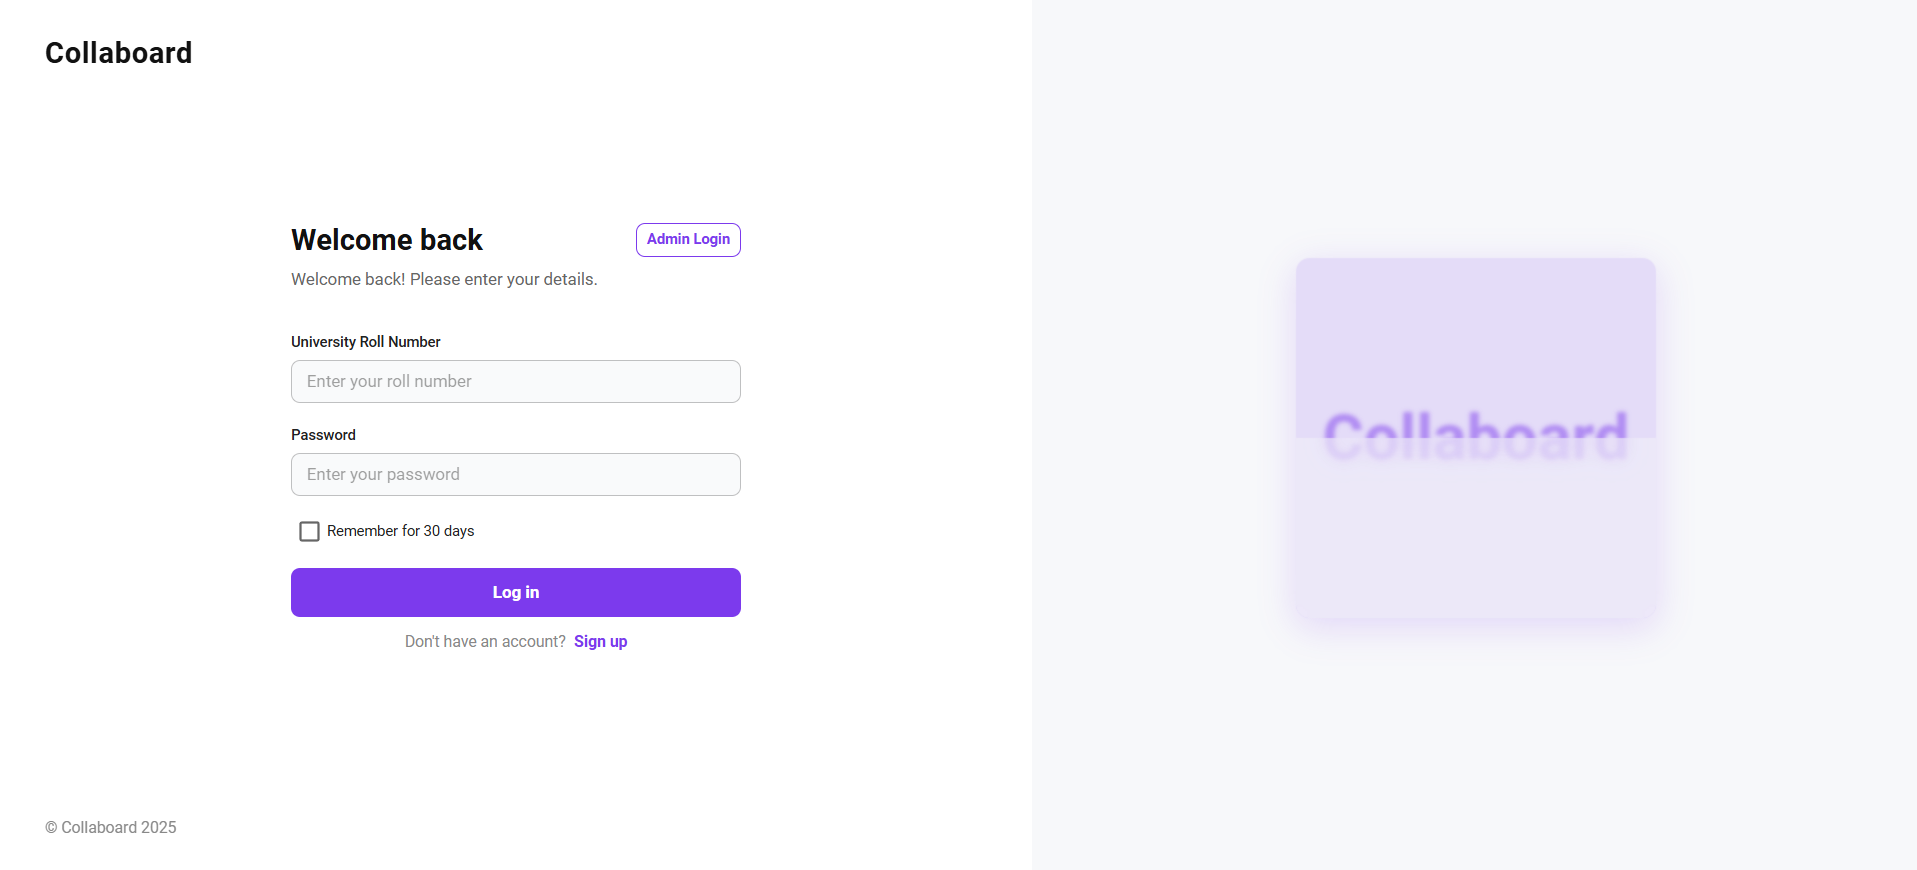 Collaboard
Welcome back
Admin Login
Welcome back! Please enter your details.
University Roll Number
Enter your roll number
Password
Enter your password
Remember for 30 days
Log in
Don't have an account? Sign up
© Collaboard 2025
Collaboard